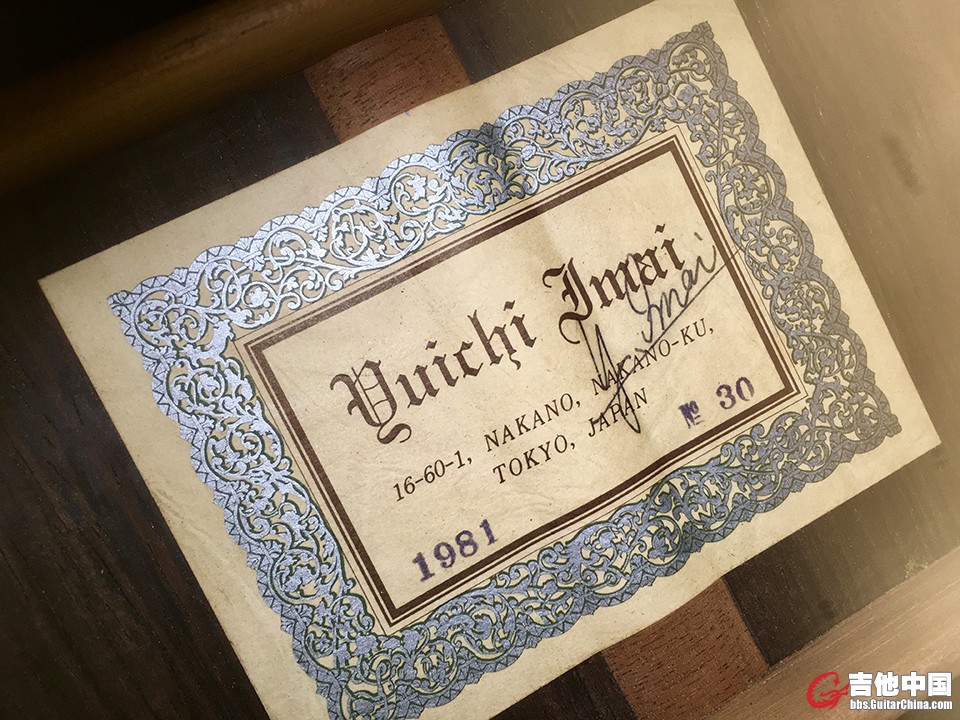 Yuichi Imai
Y. Imai
16-60-1, NAKANO, NAKANO-KU,
TOKYO, JAPAN
1981
№ 30
吉他中国
bbs.GuitarChina.com